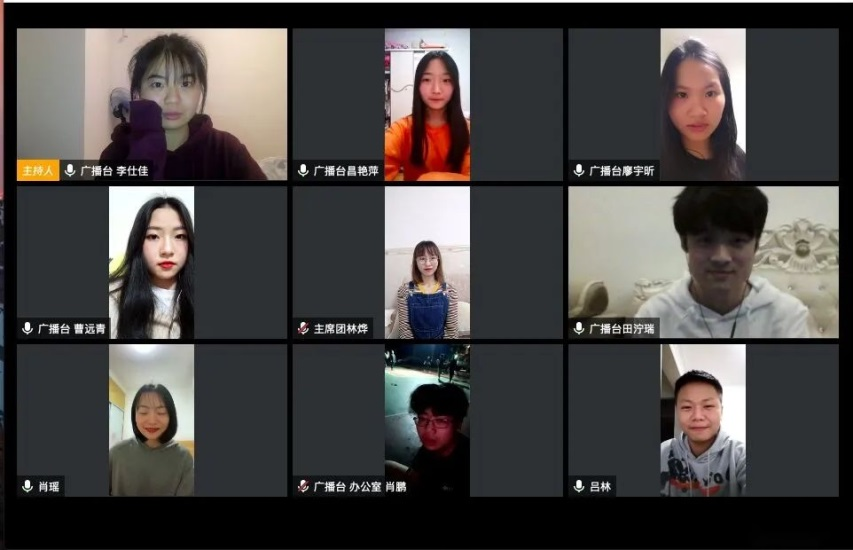 主持人 广播台 李仕佳
广播台昌艳萍
广播台廖宇昕
广播台 曹远青
主席团林烨
广播台田泞瑞
肖瑶
广播台 办公室 肖鹏
吕林